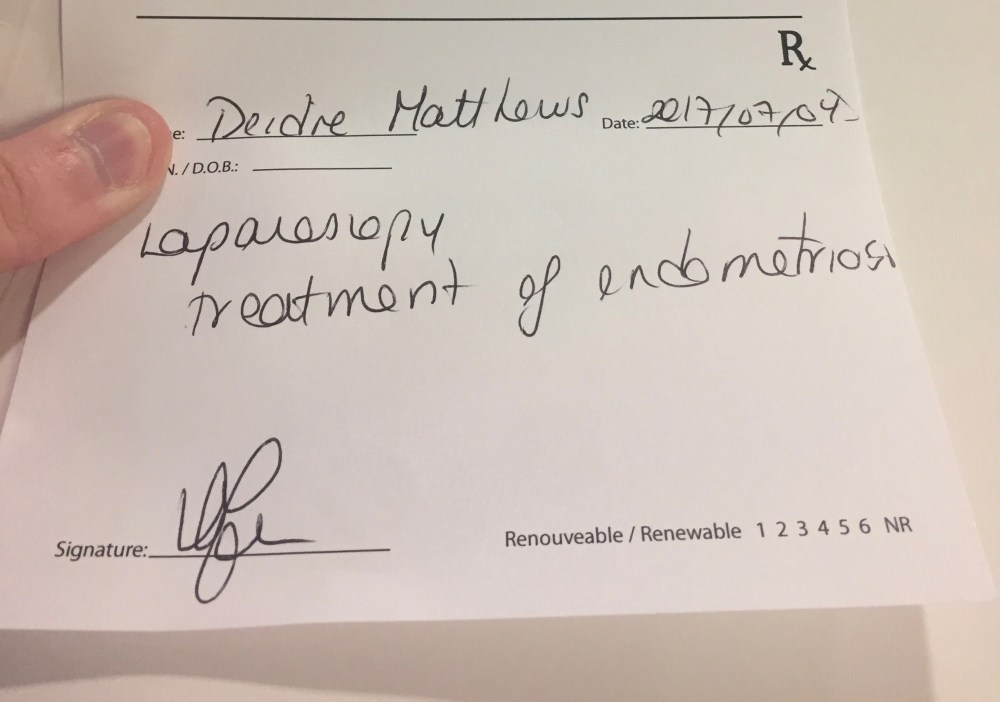 Rx
e: Deidre Matthews Date: 2017/07/04
N. / D.O.B.:
Laparoscopy
treatment of endometriosi
Signature:
Renouveable / Renewable 1 2 3 4 5 6 NR